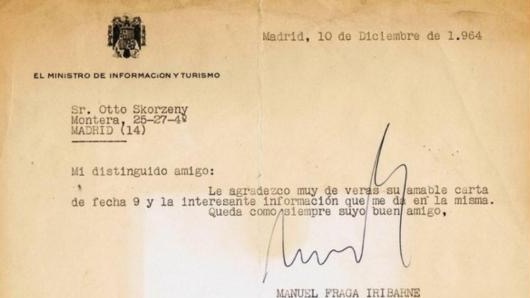 Madrid, 10 de Diciembre de 1.964
EL MINISTRO DE INFORMACION Y TURISMO
Sr. Otto Skorzeny
Montera, 25-27-4º
MADRID (14)
Mi distinguido amigo:
Le agradezco muy de veras su amable carta
de fecha 9 y la interesante información que me da en la misma.
Queda como siempre suyo buen amigo,
MANUEL FRAGA IRIBARNE